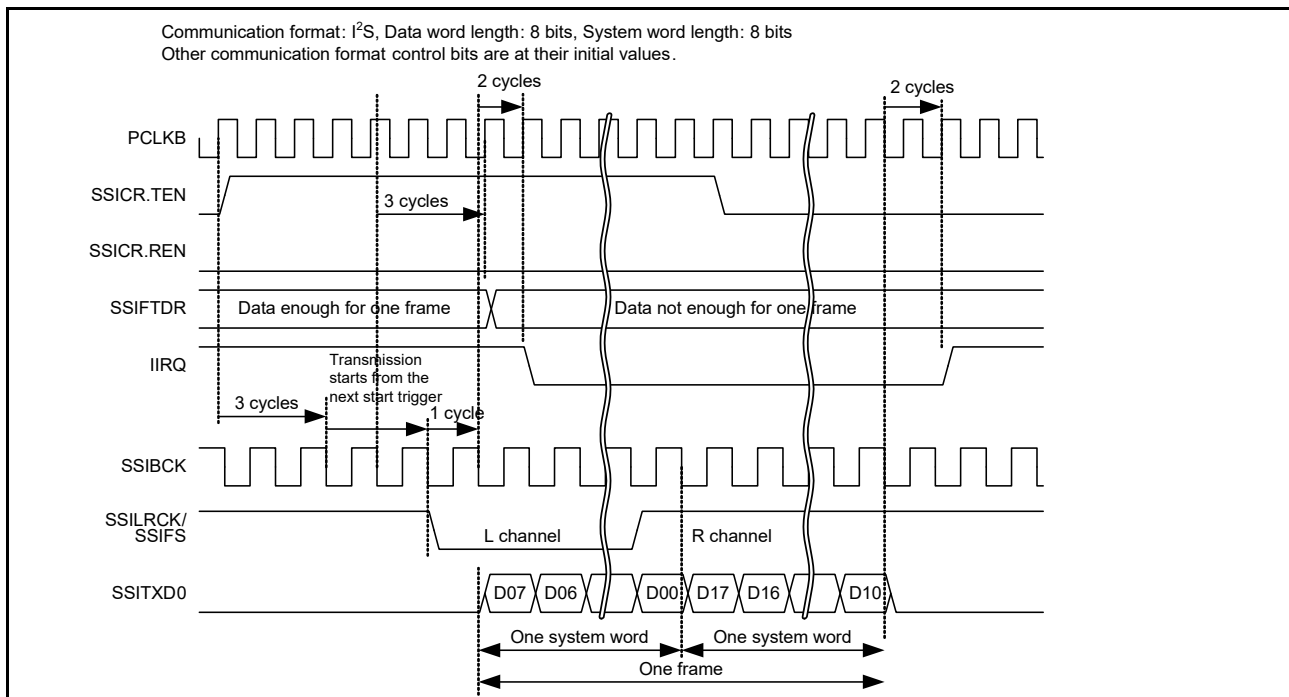 Communication format: I²S, Data word length: 8 bits, System word length: 8 bits
Other communication format control bits are at their initial values.
2 cycles
2 cycles
PCLKB
SSICR.TEN
3 cycles
SSICR.REN
SSIFTDR
Data enough for one frame
Data not enough for one frame
IIRQ
Transmission
starts from the
next start trigger
3 cycles
1 cycle
SSIBCK
SSILRCK/
SSIFS
L channel
R channel
SSITXD0
D07
D06
D00
D17
D16
D10
One system word
One system word
One frame